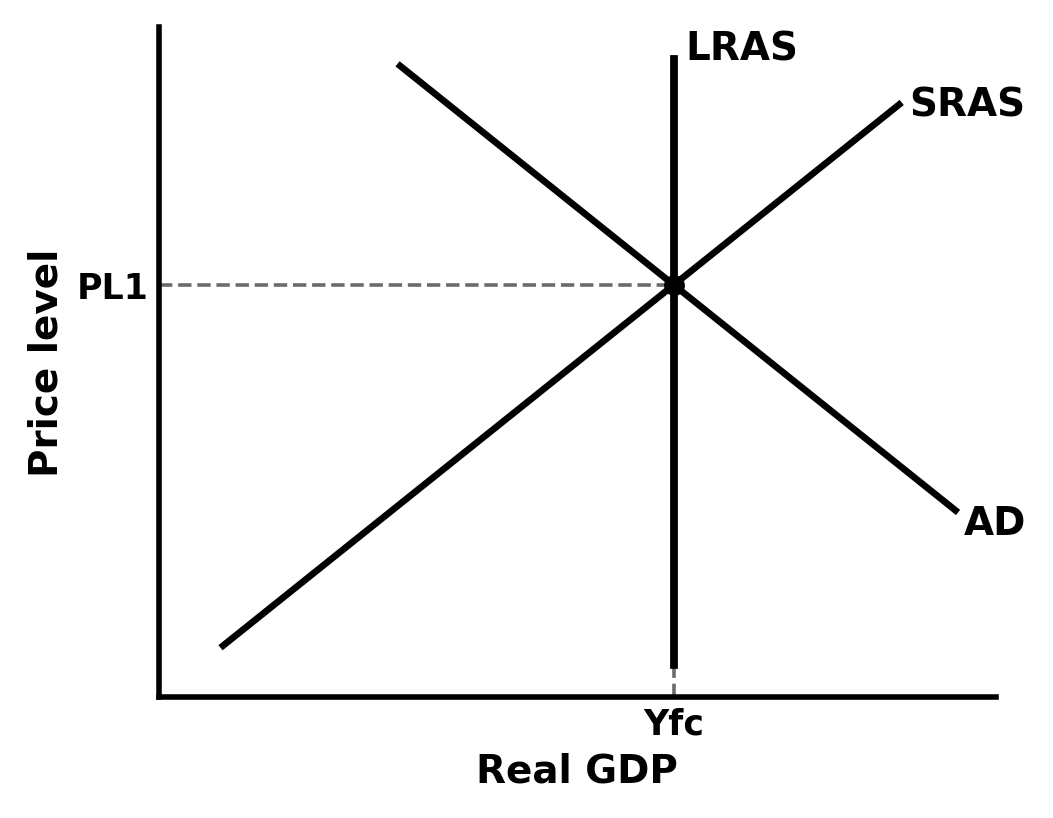 LRAS
SRAS
Price level
PL1
AD
Yfc
Real GDP